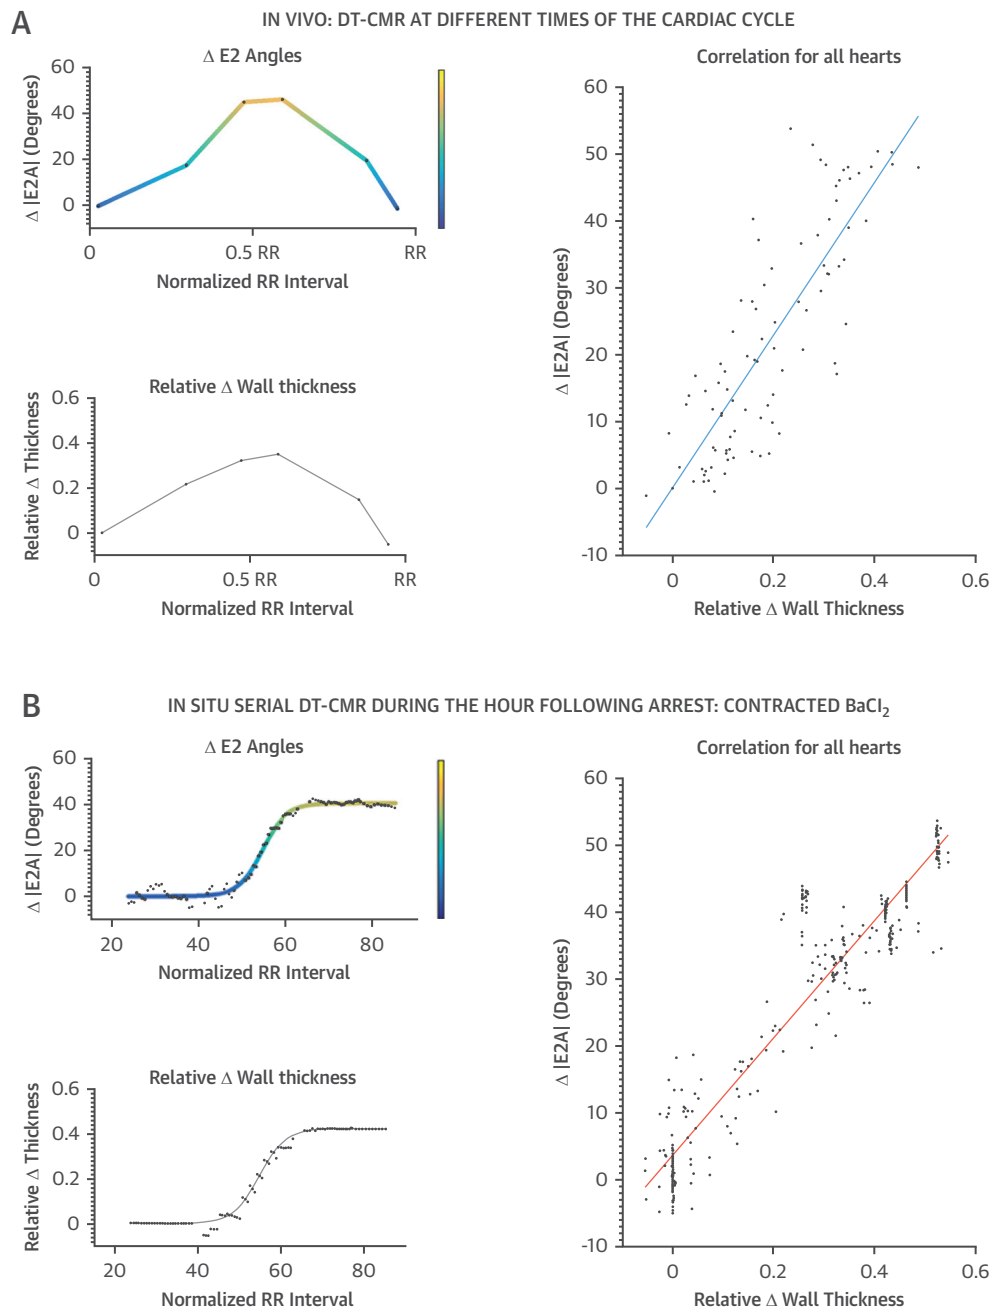 A
IN VIVO: DT-CMR AT DIFFERENT TIMES OF THE CARDIAC CYCLE
Δ E2 Angles
Δ |E2A| (Degrees)
60
40
20
0
0
0.5 RR
RR
Normalized RR Interval
Relative Δ Wall thickness
Relative Δ Thickness
0.6
0.4
0.2
0
0
0.5 RR
RR
Normalized RR Interval
Correlation for all hearts
Δ |E2A| (Degrees)
60
50
40
30
20
10
0
-10
0
0.2
0.4
0.6
Relative Δ Wall Thickness
B
IN SITU SERIAL DT-CMR DURING THE HOUR FOLLOWING ARREST: CONTRACTED BaCl₂
Δ E2 Angles
Δ |E2A| (Degrees)
60
40
20
0
20
40
60
80
Normalized RR Interval
Relative Δ Wall thickness
Relative Δ Thickness
0.6
0.4
0.2
0
20
40
60
80
Normalized RR Interval
Correlation for all hearts
Δ |E2A| (Degrees)
60
50
40
30
20
10
0
-10
0
0.2
0.4
0.6
Relative Δ Wall Thickness